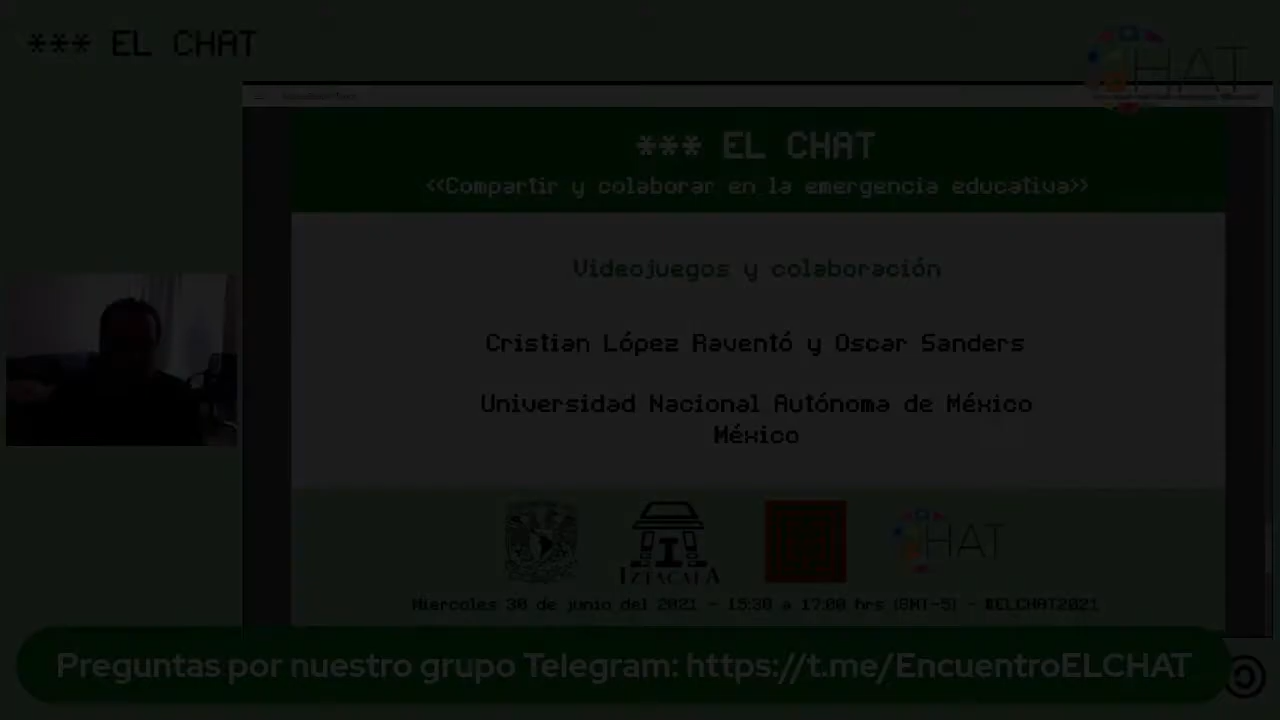 *** EL CHAT
HAT
*** EL CHAT
<<Compartir y colaborar en la emergencia educativa>>
Videojuegos y colaboración
Cristian López Raventó y Oscar Sanders
Universidad Nacional Autónoma de México
México
IZTACALA
HAT
Miercoles 30 de junio del 2021 - 15:30 a 17:00 hrs (GMT-5) - #ELCHAT2021
Preguntas por nuestro grupo Telegram: https://t.me/EncuentroELCHAT